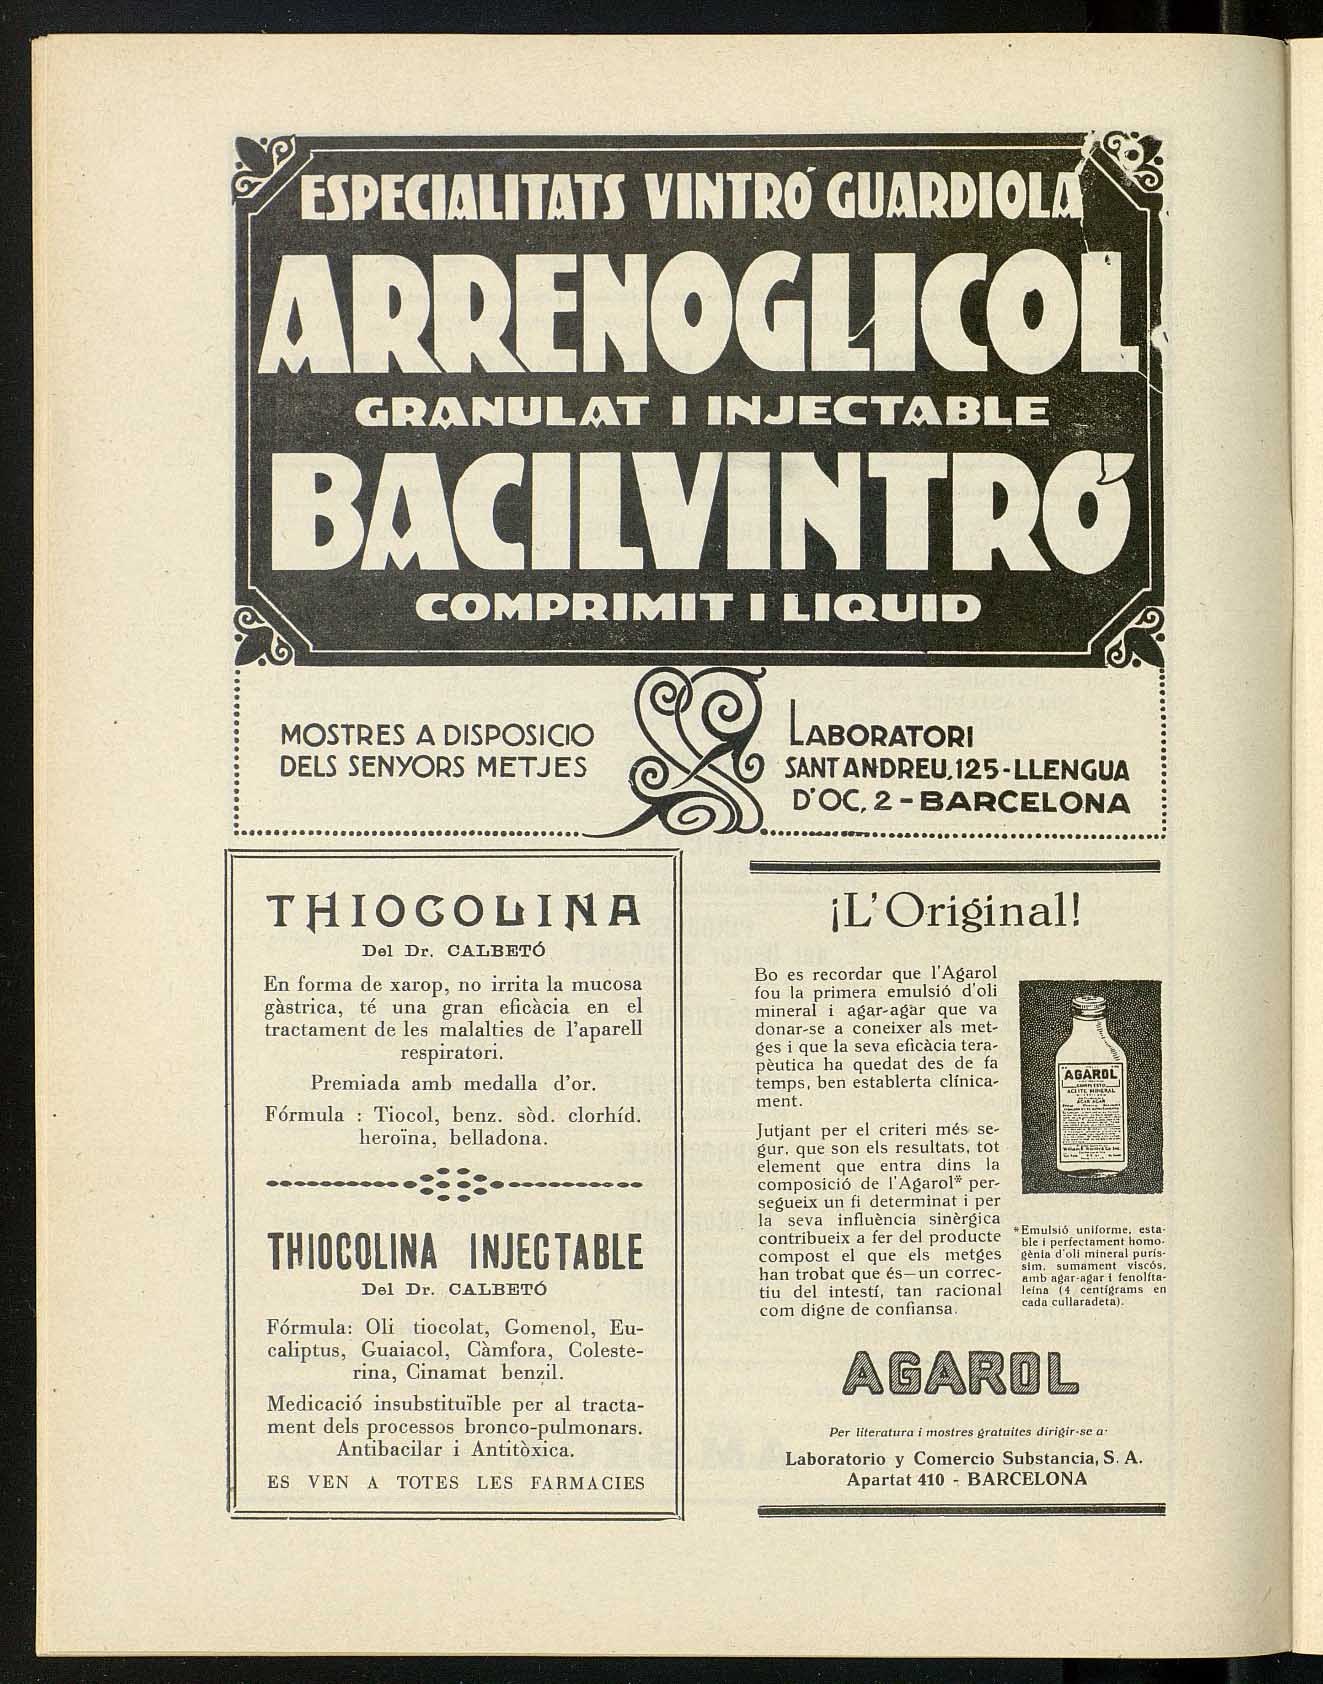 ESPECIALITATS VINTRÓ GUARDIOLA
ARRENOGLICOL
GRANULAT I INJECTABLE
BACILVINTRÓ
COMPRIMIT I LIQUID
MOSTRES A DISPOSICIO
DELS SENYORS METJES
LABORATORI
SANT ANDREU, 125 - LLENGUA
D'OC, 2 - BARCELONA
THIOCOLINA
Del Dr. CALBETÓ
En forma de xarop, no irrita la mucosa
gàstrica, té una gran eficàcia en el
tractament de les malalties de l'aparell
respiratori.
Premiada amb medalla d'or.
Fórmula : Tiocol, benz. sòd. clorhíd.
heroïna, belladona.
THIOCOLINA INJECTABLE
Del Dr. CALBETÓ
Fórmula: Oli tiocolat, Gomenol, Eu-
caliptus, Guaiacol, Càmfora, Coleste-
rina, Cinamat benzil.
Medicació insubstituïble per al tracta-
ment dels processos bronco-pulmonars.
Antibacilar i Antitòxica.
ES VEN A TOTES LES FARMACIES
¡L'Original!
Bo es recordar que l'Agarol
fou la primera emulsió d'oli
mineral i agar-agar que va
donar-se a coneixer als met-
ges i que la seva eficàcia tera-
pèutica ha quedat des de fa
temps, ben establerta clínica-
ment.
Jutjant per el criteri més se-
gur, que son els resultats, tot
element que entra dins la
composició de l'Agarol* per-
segueix un fi determinat i per
la seva influència sinèrgica
contribueix a fer del producte
compost el que els metges
han trobat que és—un correc-
tiu del intestí, tan racional
com digne de confiansa.
AGAROL
COMPUESTO
ACEITE MINERAL
AGAR AGAR
*Emulsió uniforme, esta-
ble i perfectament homo-
gènia d'oli mineral purís-
sim, sumament viscós,
amb agar-agar i fenolfta-
leina (4 centigrams en
cada cullaradeta).
AGAROL
Per literatura i mostres gratuites dirigir-se a·
Laboratorio y Comercio Substancia, S. A.
Apartat 410 - BARCELONA